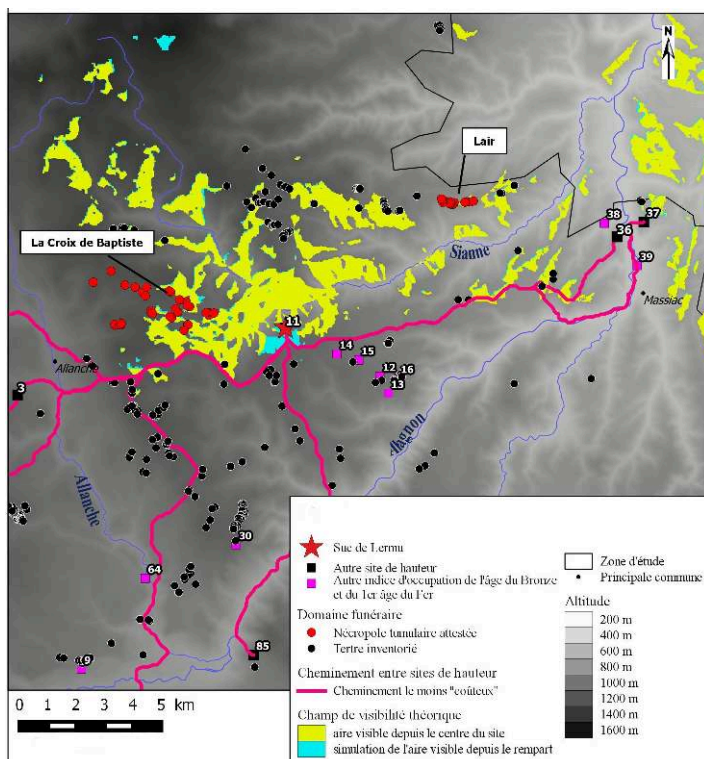 N
Lair
La Croix de Baptiste
Sianne
38
37
36
39
Massiac
11
14
15
12
16
13
Allanche
3
Alagnon
Allanche
30
64
9
85
0 1 2 3 4 5 km
Suc de Lermu
Autre site de hauteur
Autre indice d'occupation de l'âge du Bronze
et du 1er âge du Fer
Domaine funéraire
Nécropole tumulaire attestée
Tertre inventorié
Cheminement entre sites de hauteur
Cheminement le moins "coûteux"
Champ de visibilité théorique
aire visible depuis le centre du site
simulation de l'aire visible depuis le rempart
Zone d'étude
Principale commune
Altitude
200 m
400 m
600 m
800 m
1000 m
1200 m
1400 m
1600 m